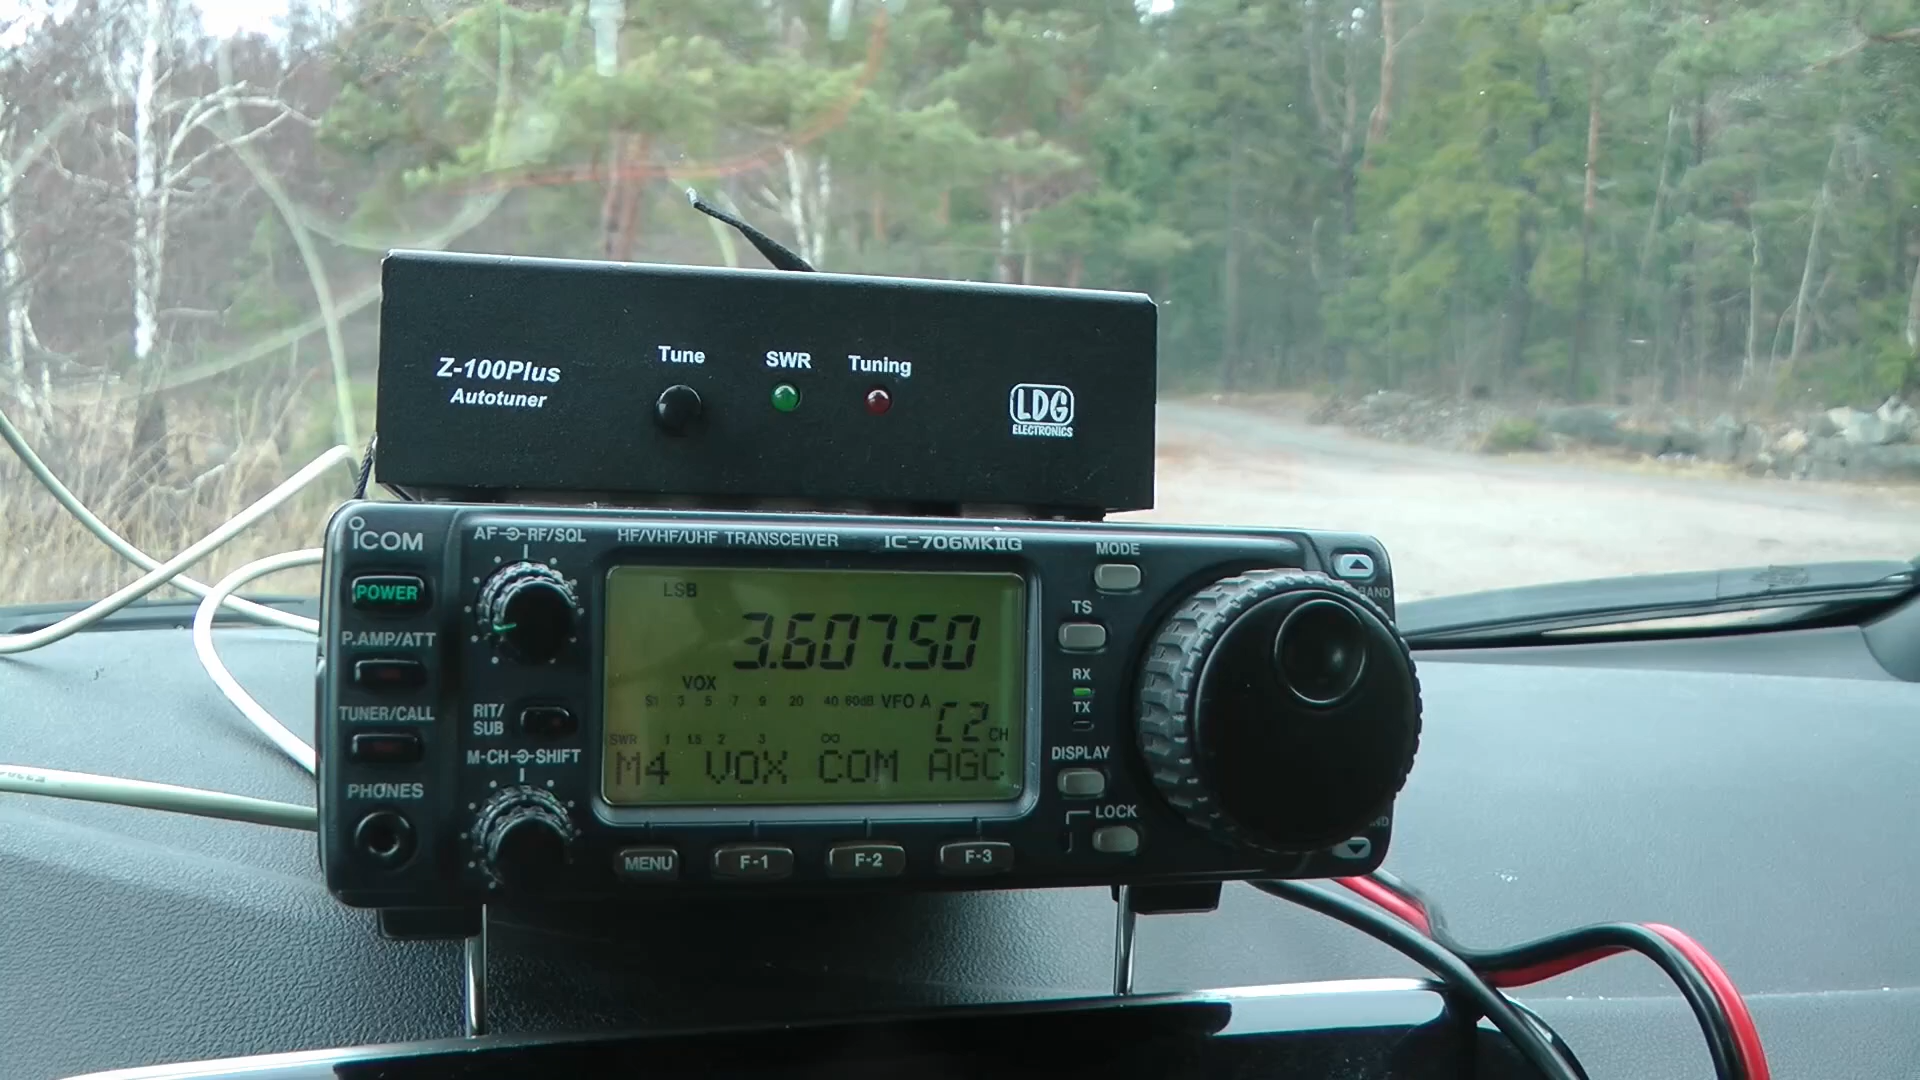 Z-100Plus
Autotuner
Tune
SWR
Tuning
LDG
ELECTRONICS
ICOM
AF RF/SQL
HF/VHF/UHF TRANSCEIVER
IC-706MKIIG
MODE
POWER
LSB
3.607.50
TS
BAND
P.AMP/ATT
VOX
S1 3 5 7 9 20 40 60dB VFO A
RX
TX
TUNER/CALL
RIT/
SUB
C2 CH
SWR 1 1.5 2 3 ∞
M-CH SHIFT
M4 VOX COM AGC
DISPLAY
PHONES
LOCK
MENU
F-1
F-2
F-3